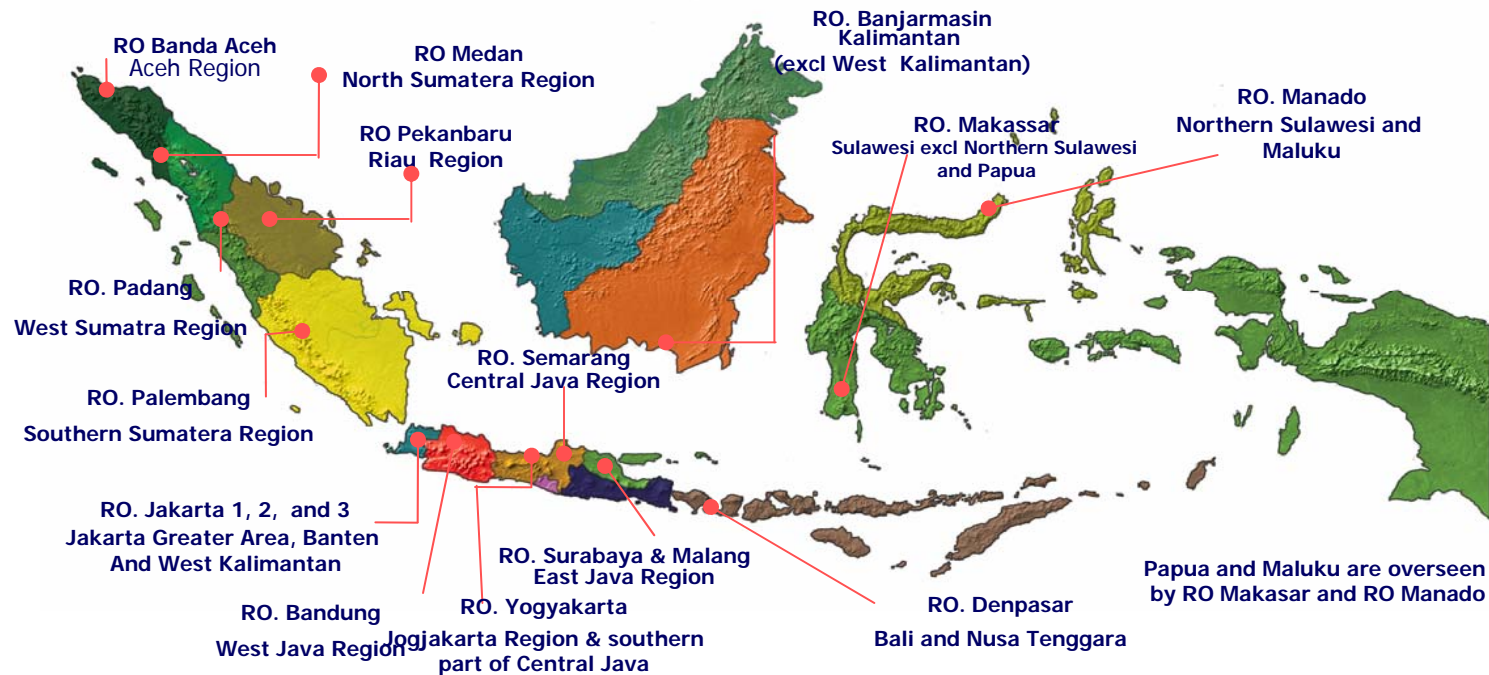 RO Banda Aceh
Aceh Region
RO Medan
North Sumatera Region
RO Pekanbaru
Riau Region
RO. Banjarmasin
Kalimantan
(excl West Kalimantan)
RO. Makassar
Sulawesi excl Northern Sulawesi
and Papua
RO. Manado
Northern Sulawesi and
Maluku
RO. Padang
West Sumatra Region
RO. Palembang
Southern Sumatera Region
RO. Semarang
Central Java Region
RO. Jakarta 1, 2, and 3
Jakarta Greater Area, Banten
And West Kalimantan
RO. Bandung
West Java Region
RO. Surabaya & Malang
East Java Region
RO. Yogyakarta
Jogjakarta Region & southern
part of Central Java
RO. Denpasar
Bali and Nusa Tenggara
Papua and Maluku are overseen
by RO Makasar and RO Manado